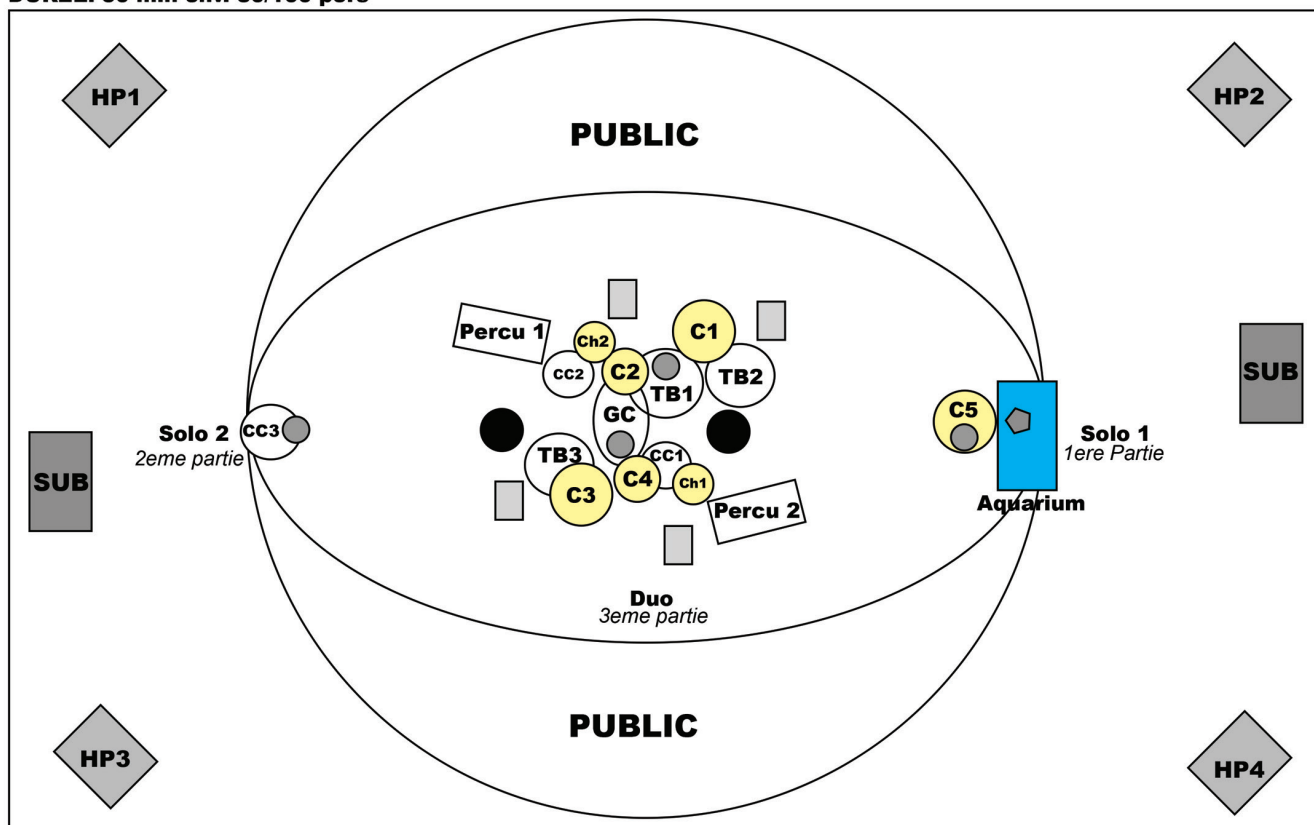 HP1
HP2
PUBLIC
Percu 1
Ch2
C1
CC2
C2
TB1
TB2
SUB
GC
C5
CC3
Solo 2
2eme partie
Solo 1
1ere Partie
TB3
CC1
SUB
C3
C4
Ch1
Percu 2
Aquarium
Duo
3eme partie
PUBLIC
HP3
HP4